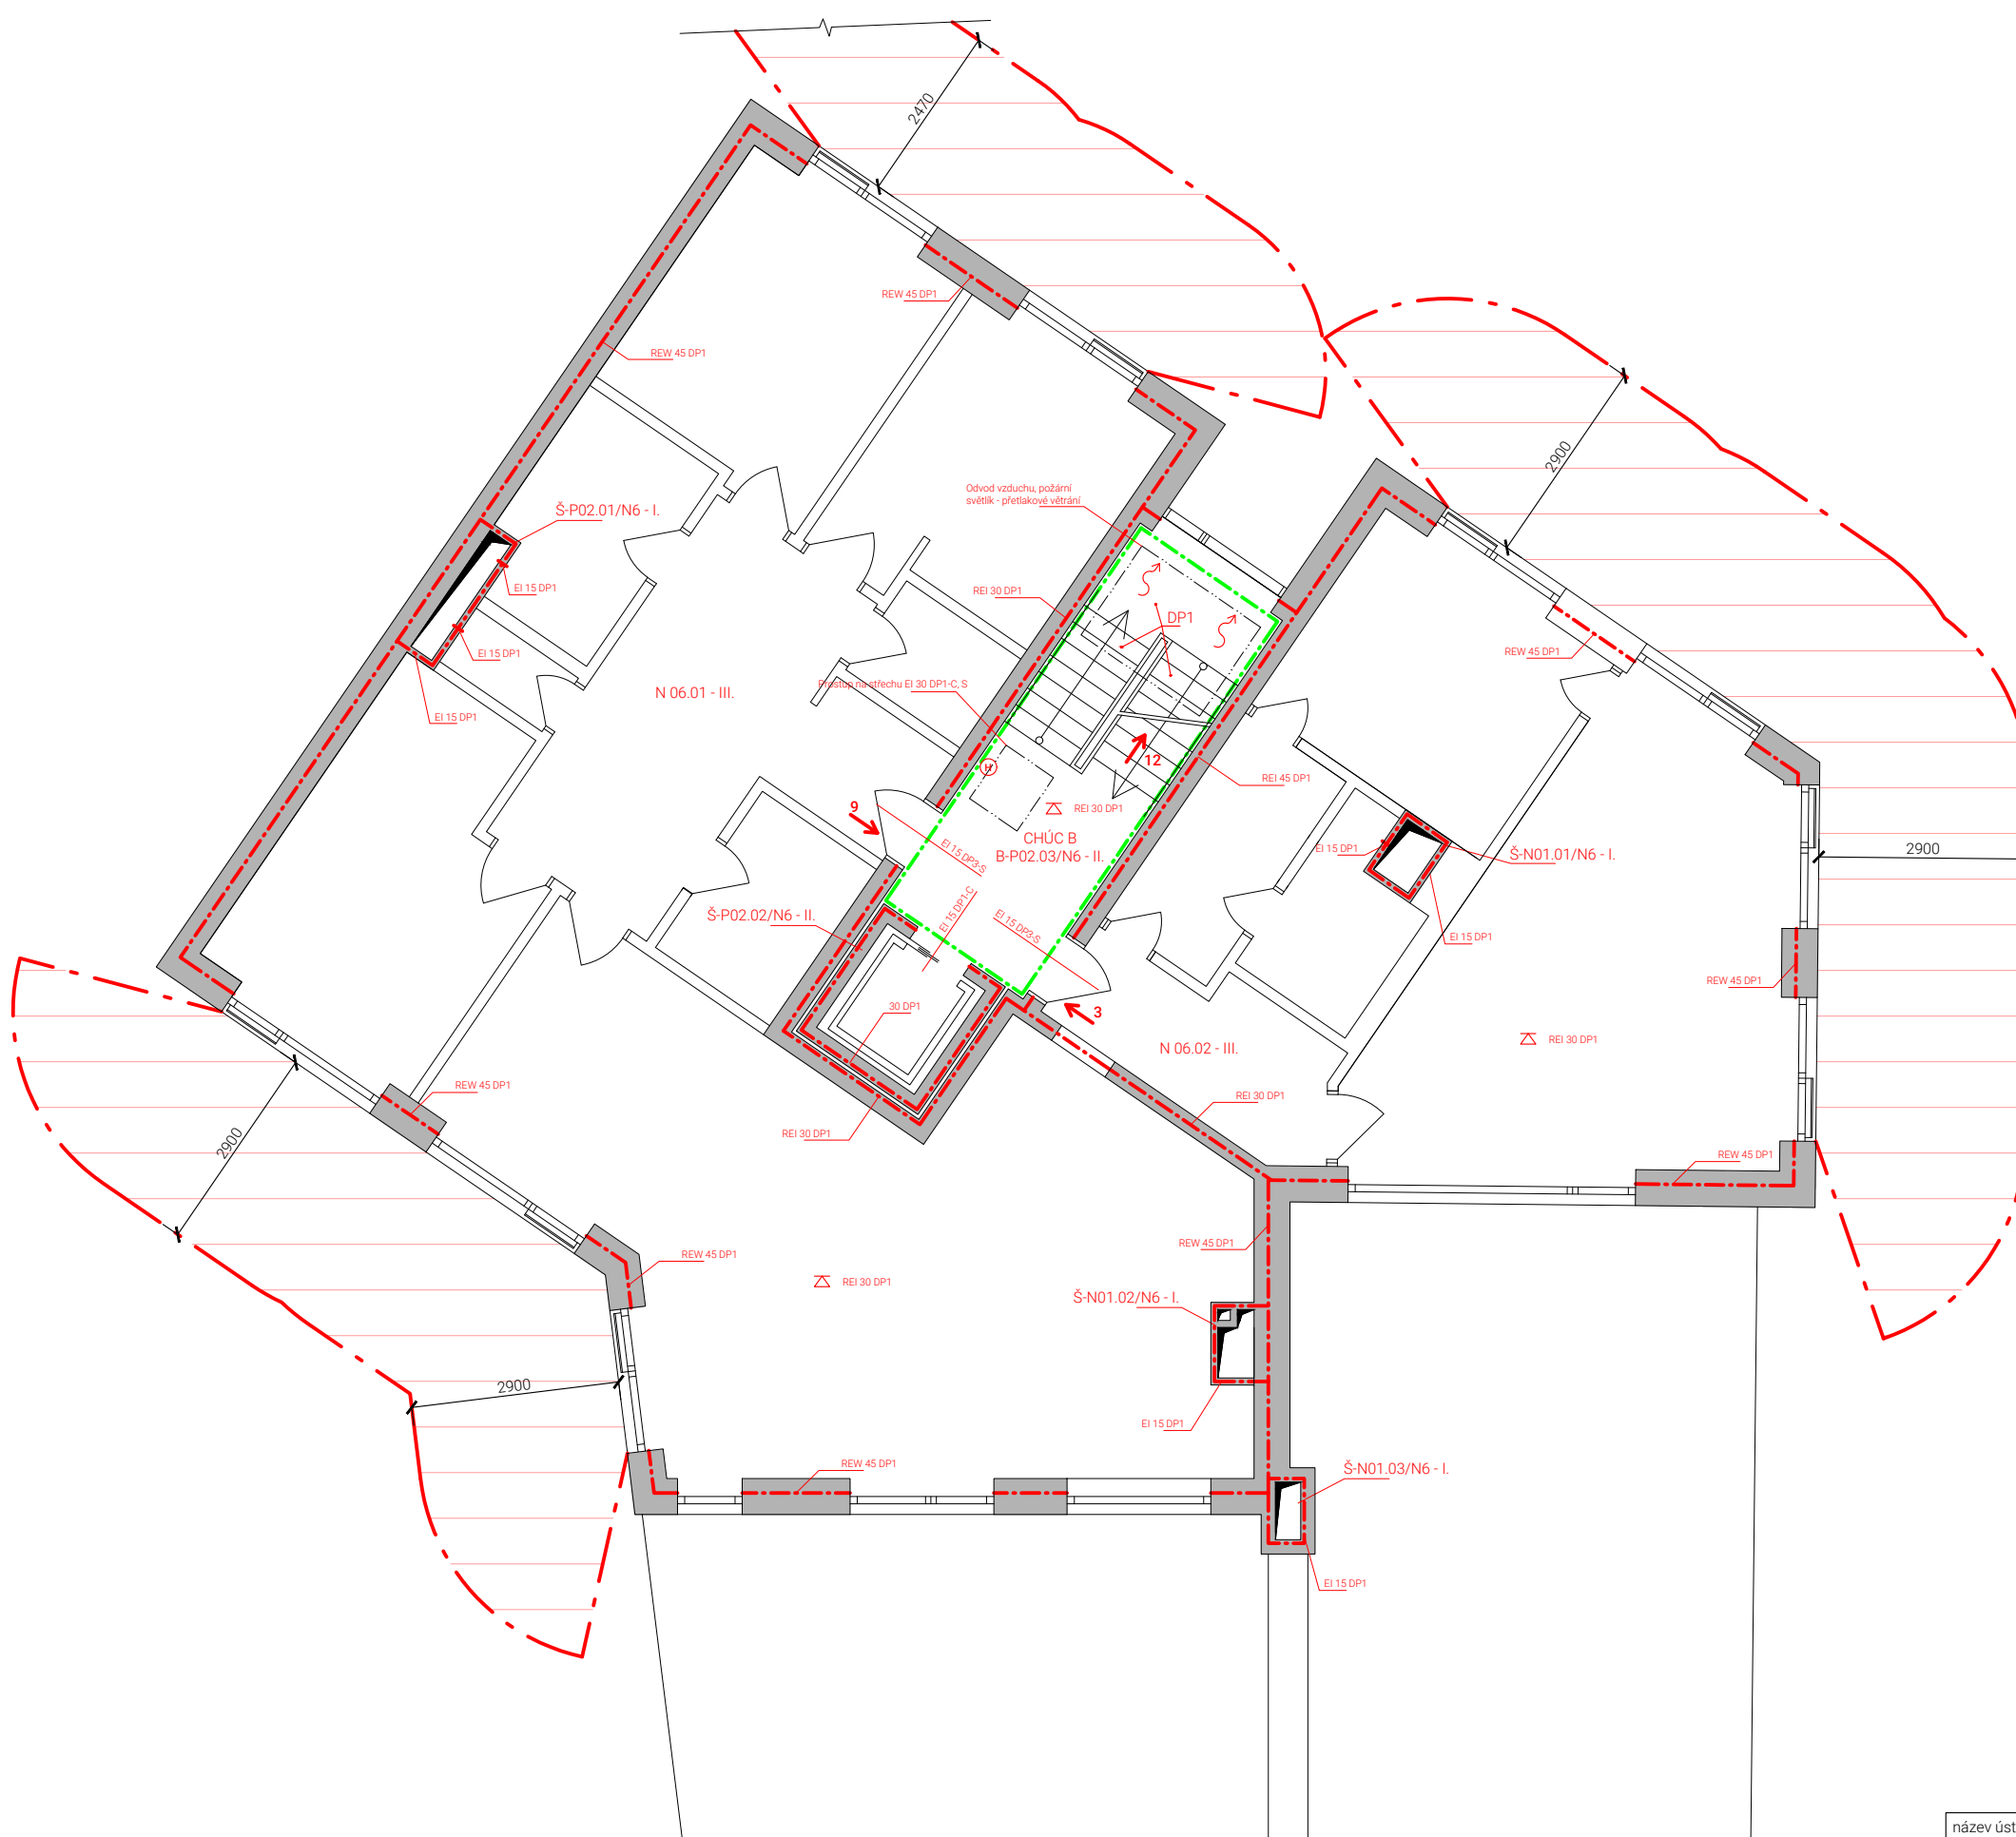 2470
REW 45 DP1
REW 45 DP1
2900
Odvod vzduchu, požární
světlík - přetlakové větrání
Š-P02.01/N6 - I.
EI 15 DP1
REI 30 DP1
DP1
EI 15 DP1
REW 45 DP1
Prostup na střechu EI 30 DP1-C, S
N 06.01 - III.
EI 15 DP1
12
REI 45 DP1
H
9
REI 30 DP1
CHÚC B
B-P02.03/N6 - II.
EI 15 DP3-S
EI 15 DP1
Š-N01.01/N6 - I.
2900
EI 15 DP1-C
Š-P02.02/N6 - II.
EI 15 DP3-S
EI 15 DP1
REW 45 DP1
30 DP1
3
N 06.02 - III.
REI 30 DP1
REW 45 DP1
REI 30 DP1
REI 30 DP1
2900
REW 45 DP1
REW 45 DP1
REW 45 DP1
REI 30 DP1
Š-N01.02/N6 - I.
2900
EI 15 DP1
REW 45 DP1
Š-N01.03/N6 - I.
EI 15 DP1
název úst